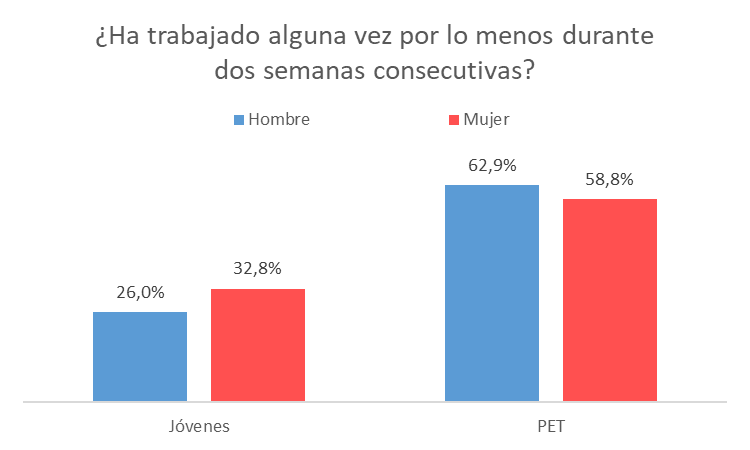 ¿Ha trabajado alguna vez por lo menos durante
dos semanas consecutivas?
Hombre
Mujer
26,0%
32,8%
62,9%
58,8%
Jóvenes
PET